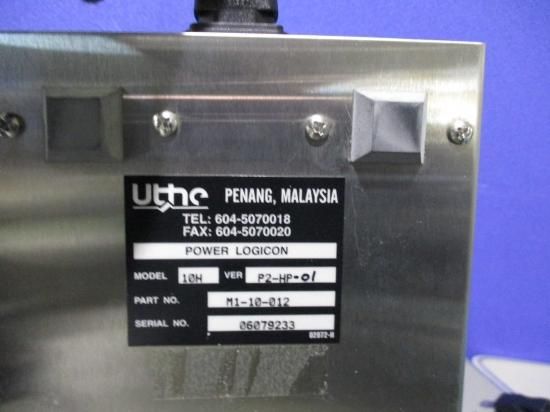 Uthe PENANG, MALAYSIA
TEL: 604-5070018
FAX: 604-5070020
POWER LOGICON
MODEL 10H VER P2-HP-01
PART NO. M1-10-012
SERIAL NO. 06079233
02072-R